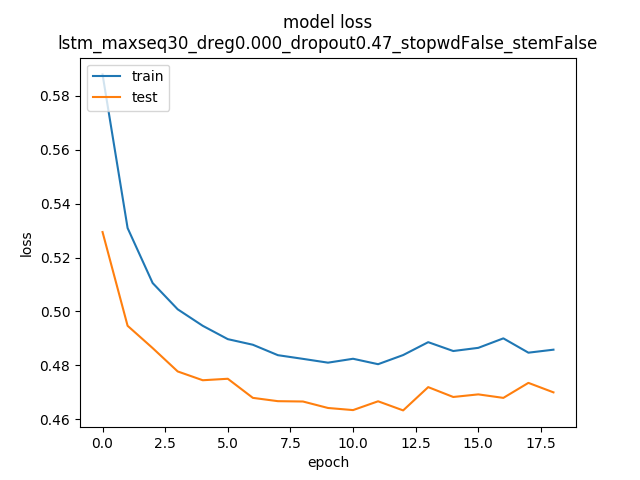 model loss
lstm_maxseq30_dreg0.000_dropout0.47_stopwdFalse_stemFalse
train
test
0.58
0.56
0.54
0.52
0.50
0.48
0.46
loss
0.0 2.5 5.0 7.5 10.0 12.5 15.0 17.5
epoch